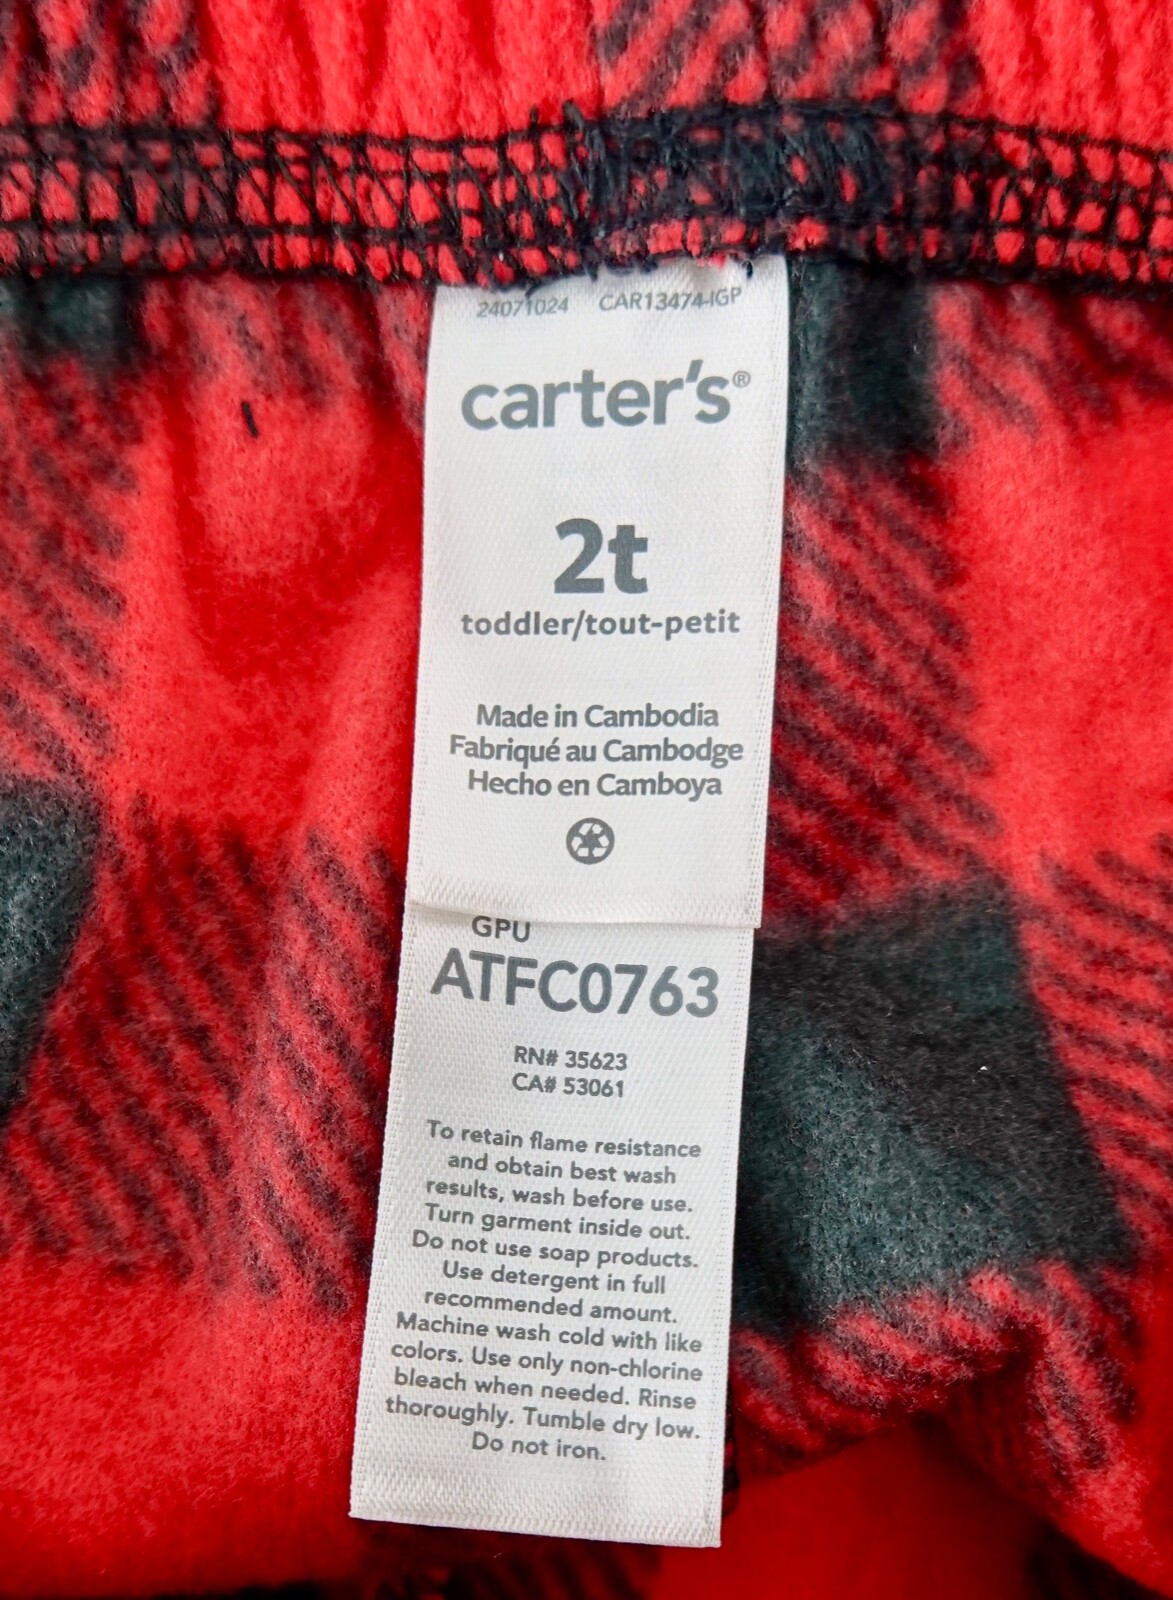 24071024 CAR13474-IGP
carter's®
2t
toddler/tout-petit
Made in Cambodia
Fabriqué au Cambodge
Hecho en Camboya
GPU
ATFC0763
RN# 35623
CA# 53061
To retain flame resistance
and obtain best wash
results, wash before use.
Turn garment inside out.
Do not use soap products.
Use detergent in full
recommended amount.
Machine wash cold with like
colors. Use only non-chlorine
bleach when needed. Rinse
thoroughly. Tumble dry low.
Do not iron.